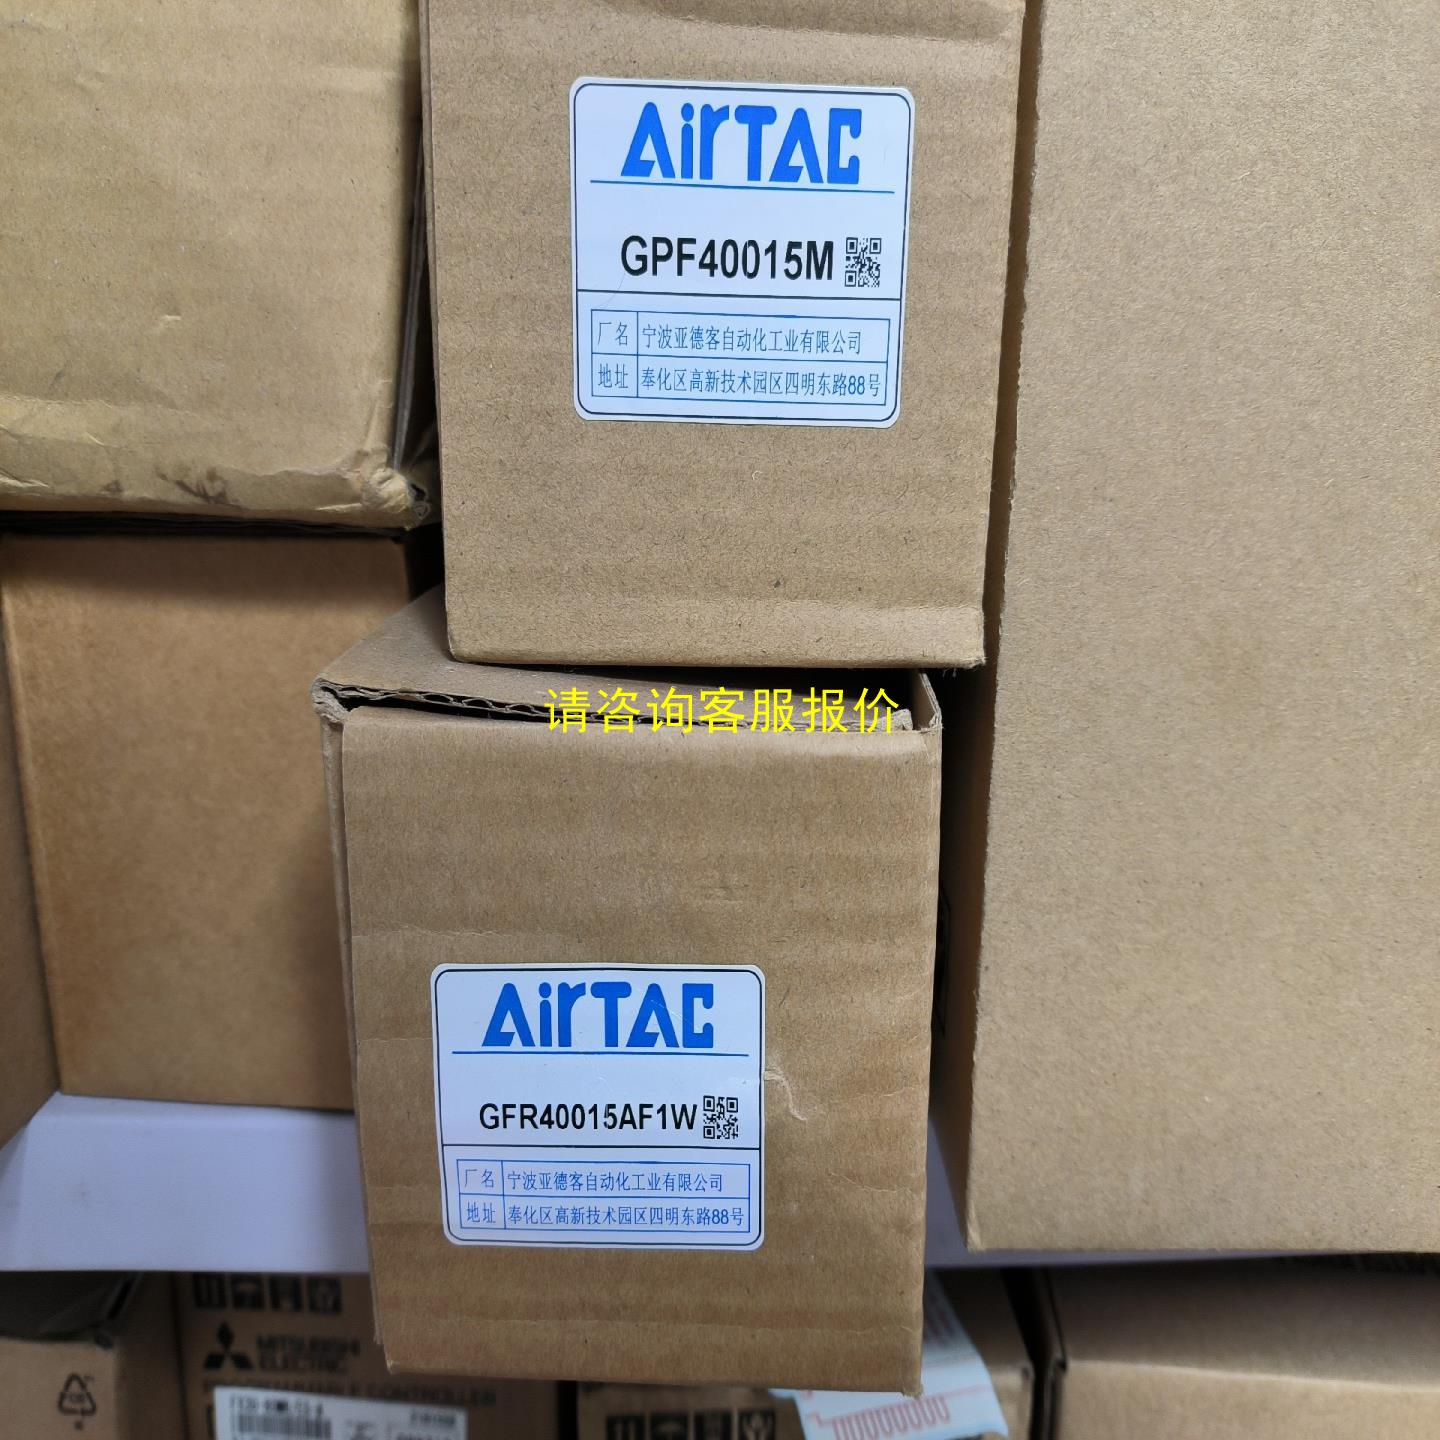 AirTAC
GPF40015M
厂名 宁波亚德客自动化工业有限公司
地址 奉化区高新技术园区四明东路88号
请咨询客服报价
AirTAC
GFR40015AF1W
厂名 宁波亚德客自动化工业有限公司
地址 奉化区高新技术园区四明东路88号
MITSUBISHI
ELECTRIC
PROGRAMMABLE CONTROLLER